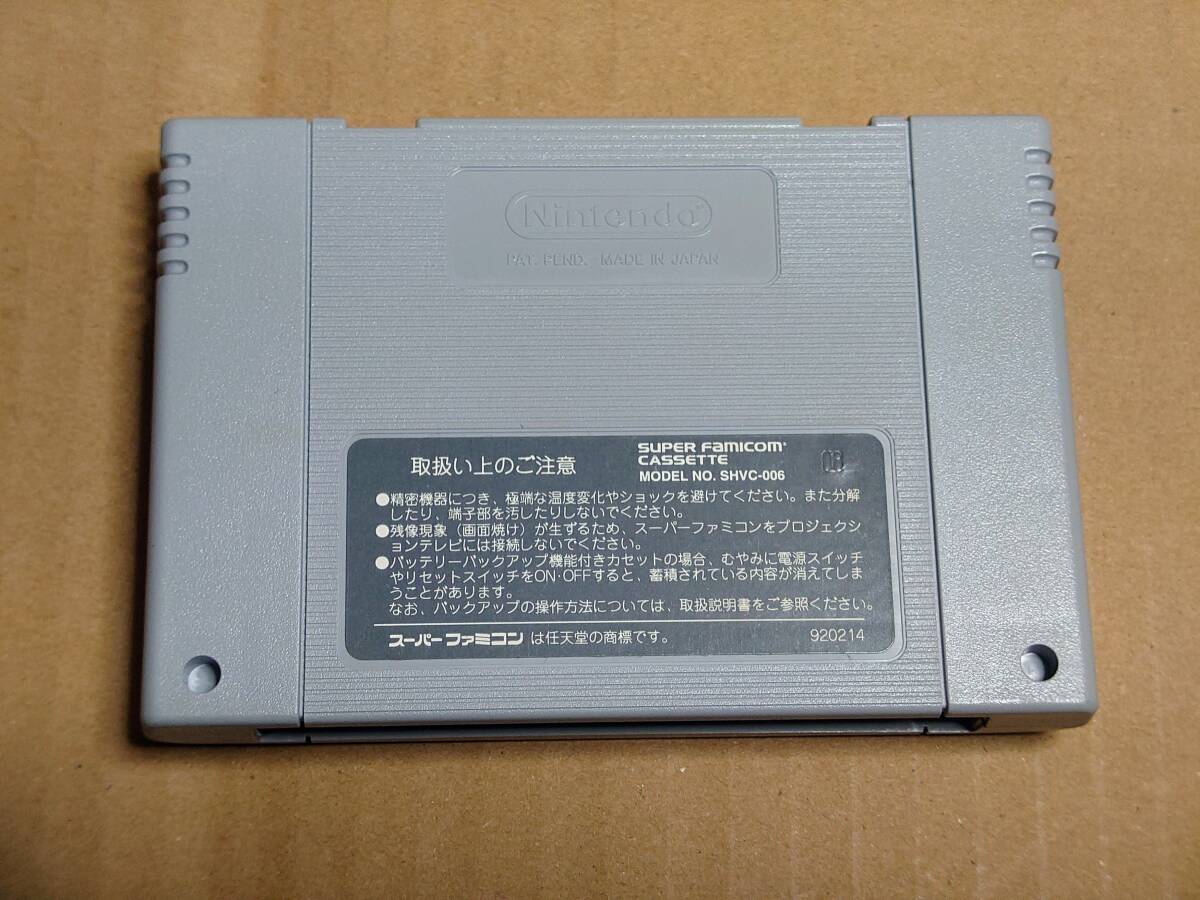 Nintendo
PAT. PEND. MADE IN JAPAN
取扱い上のご注意
SUPER FAMICOM
CASSETTE
MODEL NO. SHVC-006
●精密機器につき、極端な温度変化やショックを避けてください。また分解
したり、端子部を汚したりしないでください。
●残像現象（画面焼け）が生ずるため、スーパーファミコンをプロジェクシ
ョンテレビには接続しないでください。
●バッテリーバックアップ機能付きカセットの場合、むやみに電源スイッチ
やリセットスイッチをON・OFFすると、蓄積されている内容が消えてしま
うことがあります。
なお、バックアップの操作方法については、取扱説明書をご参照ください。
スーパーファミコン は任天堂の商標です。
920214